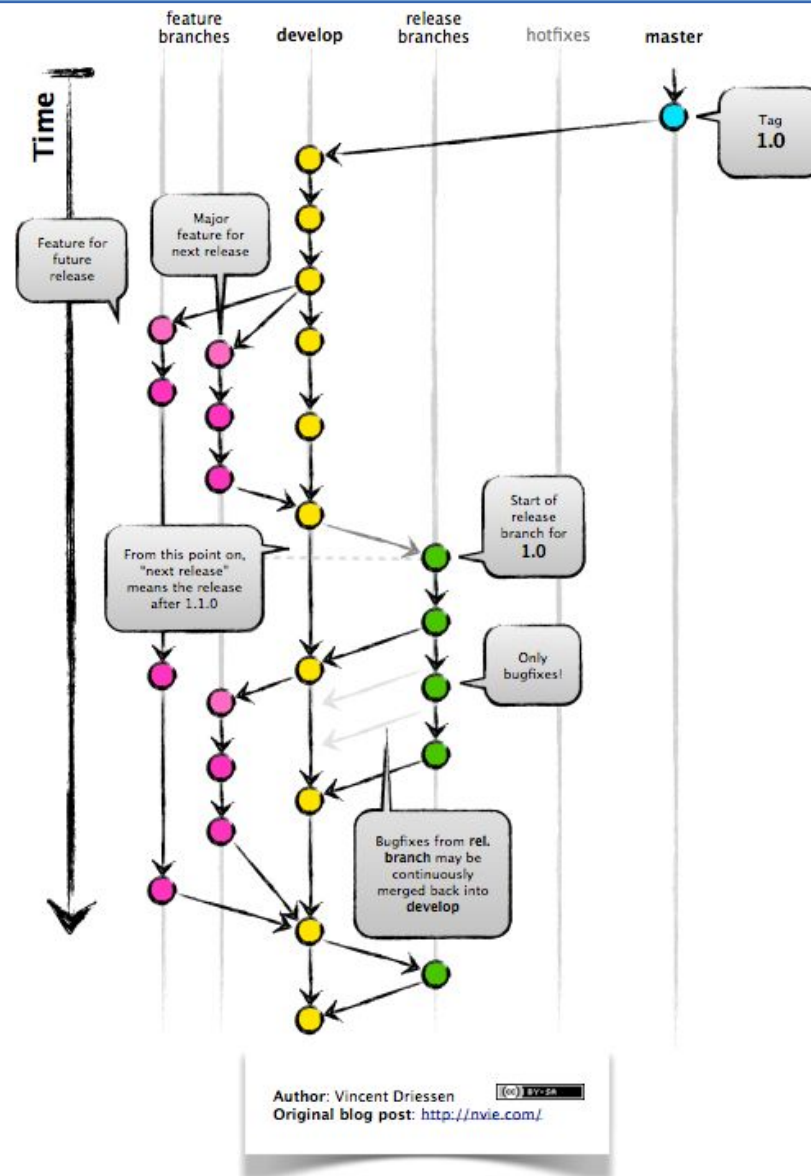 feature
branches
develop
release
branches
hotfixes
master
Time
Tag
1.0
Major
feature for
next release
Feature for
future
release
Start of
release
branch for
1.0
From this point on,
"next release"
means the release
after 1.1.0
Only
bugfixes!
Bugfixes from rel.
branch may be
continuously
merged back into
develop
Author: Vincent Driessen
(cc) BY-SA
Original blog post: http://nvie.com/